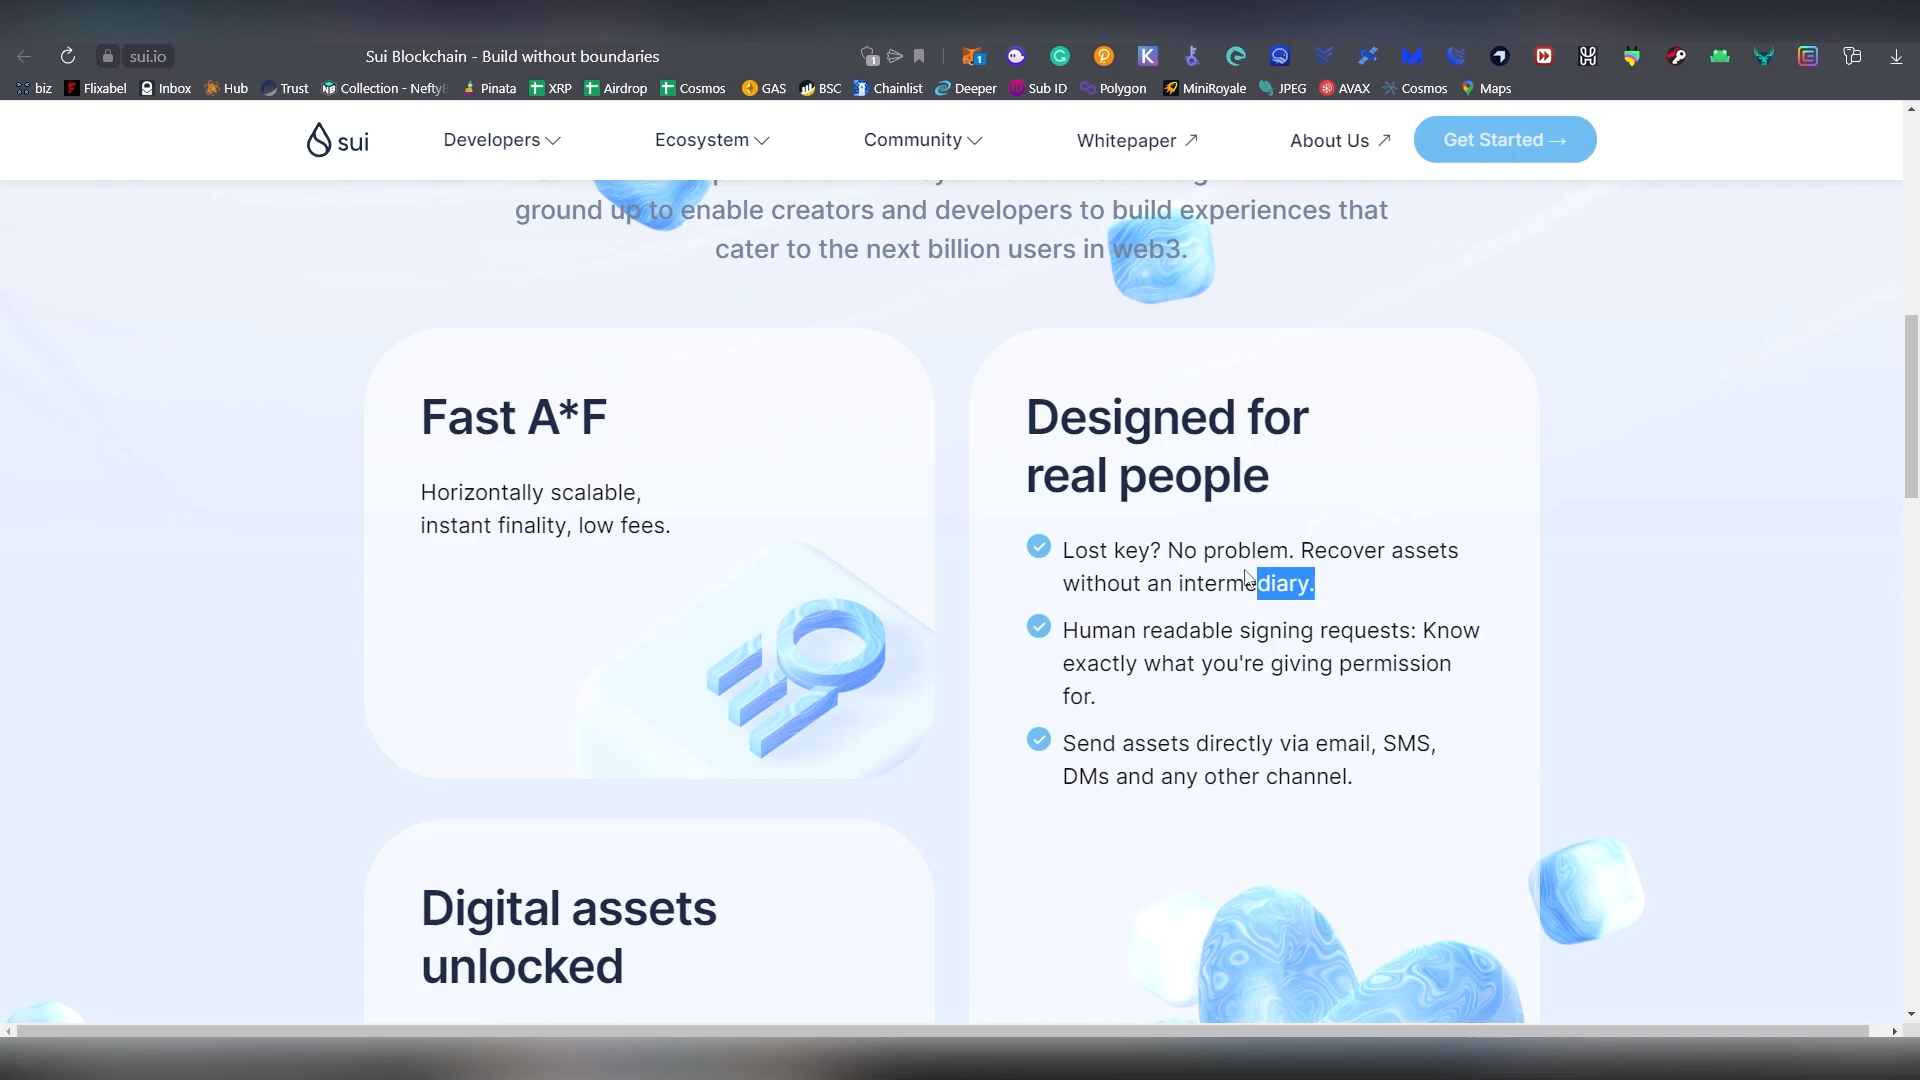 sui.io
Sui Blockchain - Build without boundaries
1
1
biz Flixabel Inbox Hub Trust Collection - Nefty Pinata XRP Airdrop Cosmos GAS BSC Chainlist Deeper Sub ID Polygon MiniRoyale JPEG AVAX Cosmos Maps
sui Developers Ecosystem Community Whitepaper ↗ About Us ↗ Get Started →
ground up to enable creators and developers to build experiences that
cater to the next billion users in web3.
Fast A*F
Horizontally scalable,
instant finality, low fees.
Designed for
real people
Lost key? No problem. Recover assets
without an intermediary.
Human readable signing requests: Know
exactly what you're giving permission
for.
Send assets directly via email, SMS,
DMs and any other channel.
Digital assets
unlocked